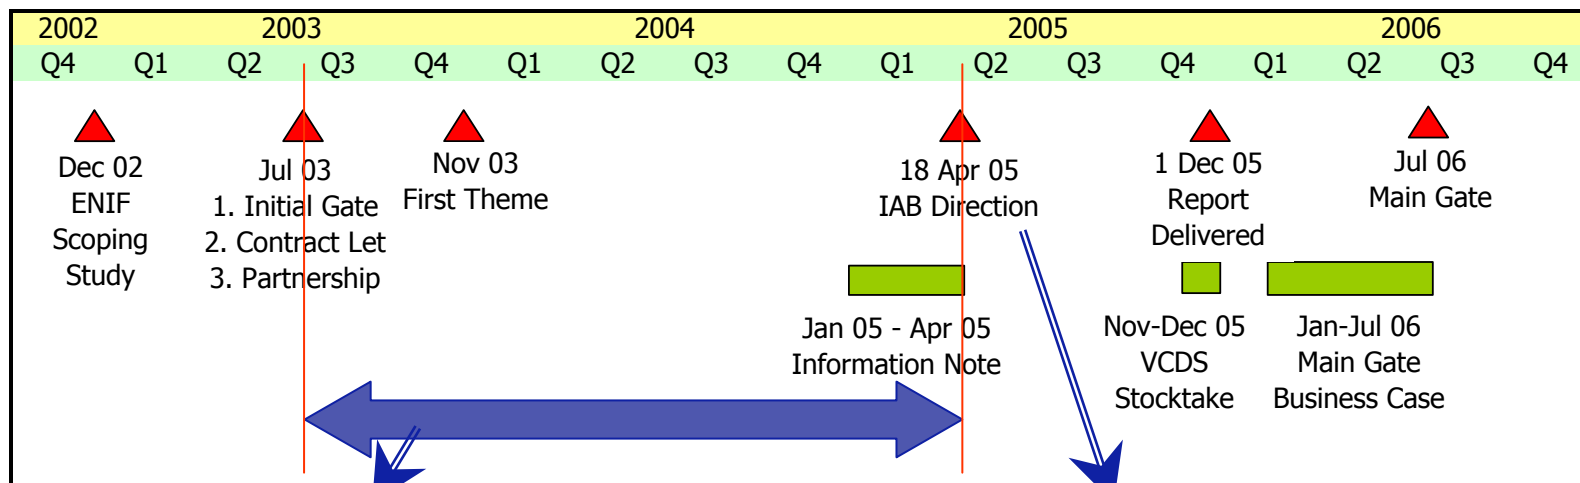 2002 2003 2004 2005 2006
Q4 Q1 Q2 Q3 Q4 Q1 Q2 Q3 Q4 Q1 Q2 Q3 Q4 Q1 Q2 Q3 Q4
Dec 02
ENIF
Scoping
Study
Jul 03
1. Initial Gate
2. Contract Let
3. Partnership
Nov 03
First Theme
18 Apr 05
IAB Direction
1 Dec 05
Report
Delivered
Jul 06
Main Gate
Jan 05 - Apr 05
Information Note
Nov-Dec 05
VCDS
Stocktake
Jan-Jul 06
Main Gate
Business Case